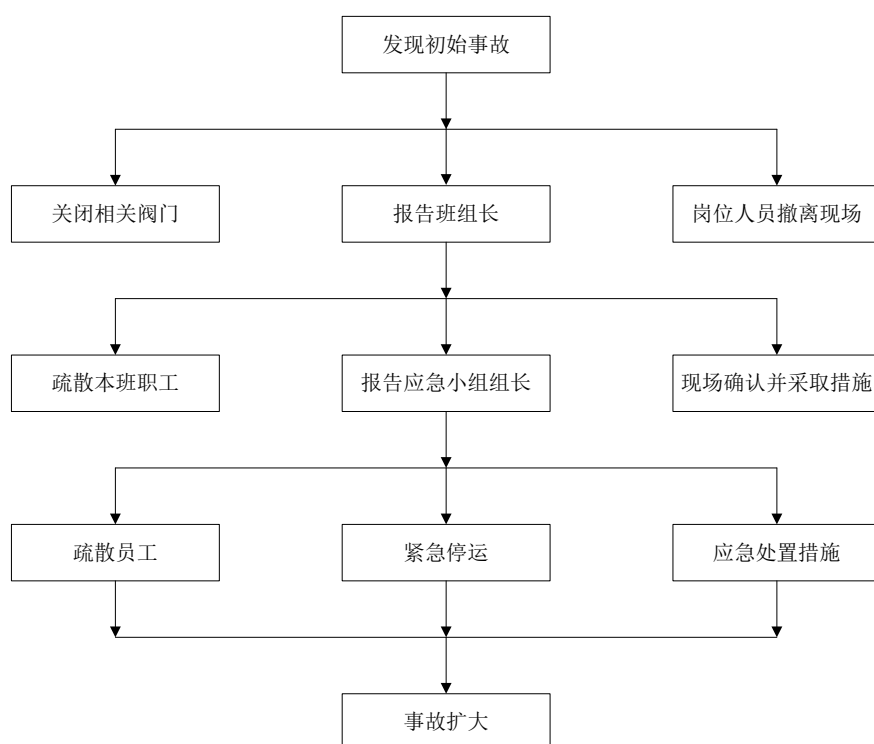 发现初始事故
关闭相关阀门
报告班组长
岗位人员撤离现场
疏散本班职工
报告应急小组组长
现场确认并采取措施
疏散员工
紧急停运
应急处置措施
事故扩大